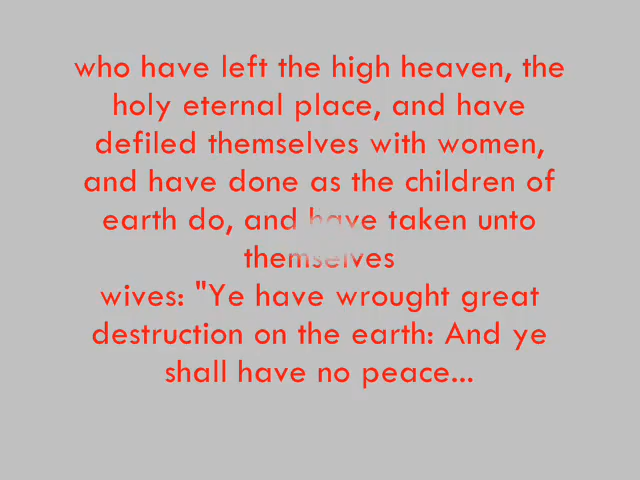 who have left the high heaven, the
holy eternal place, and have
defiled themselves with women,
and have done as the children of
earth do, and have taken unto
themselves
wives: "Ye have wrought great
destruction on the earth: And ye
shall have no peace...